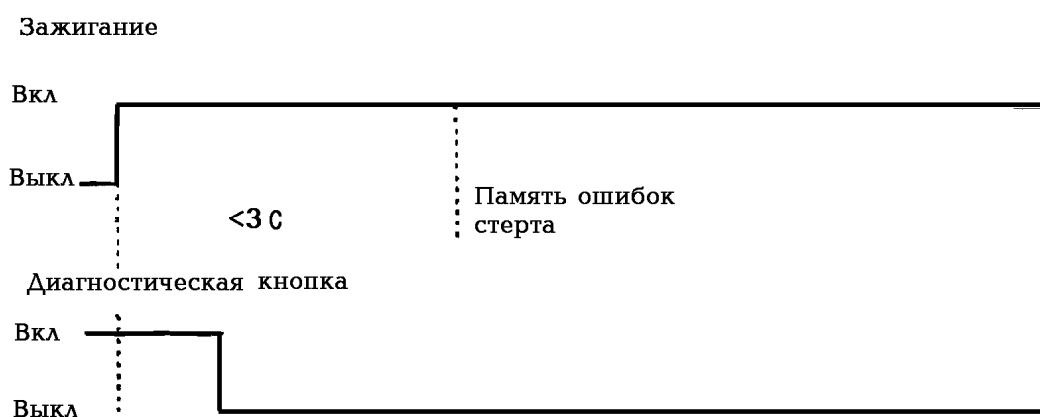 Зажигание
Вкл
Выкл
<3 с
Память ошибок
стерта
Диагностическая кнопка
Вкл
Выкл